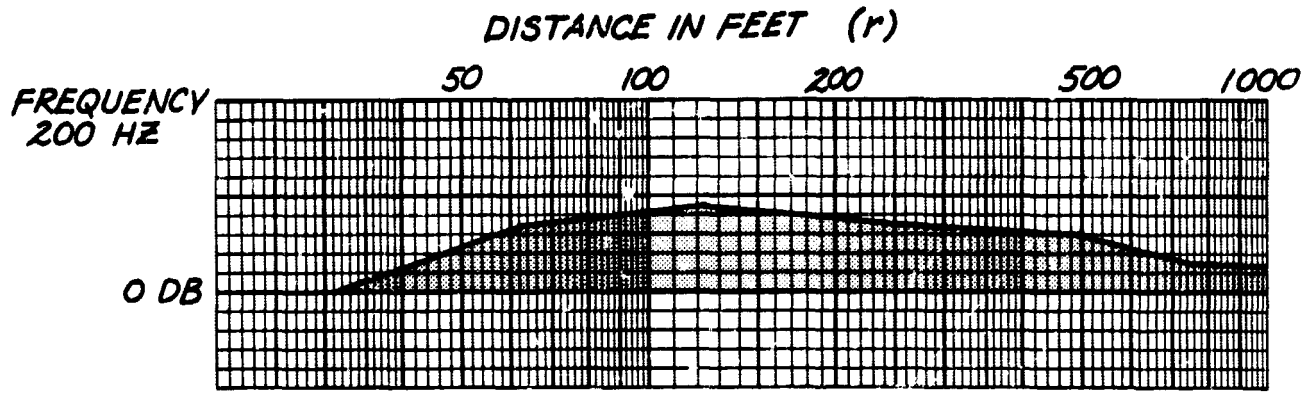 DISTANCE IN FEET (r)
50 100 200 500 1000
FREQUENCY
200 HZ
0 DB